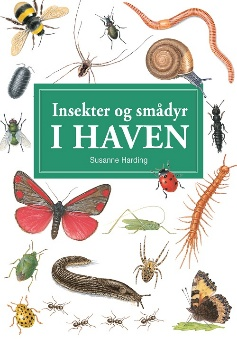 Insekter og smådyr
I HAVEN
Susanne Harding